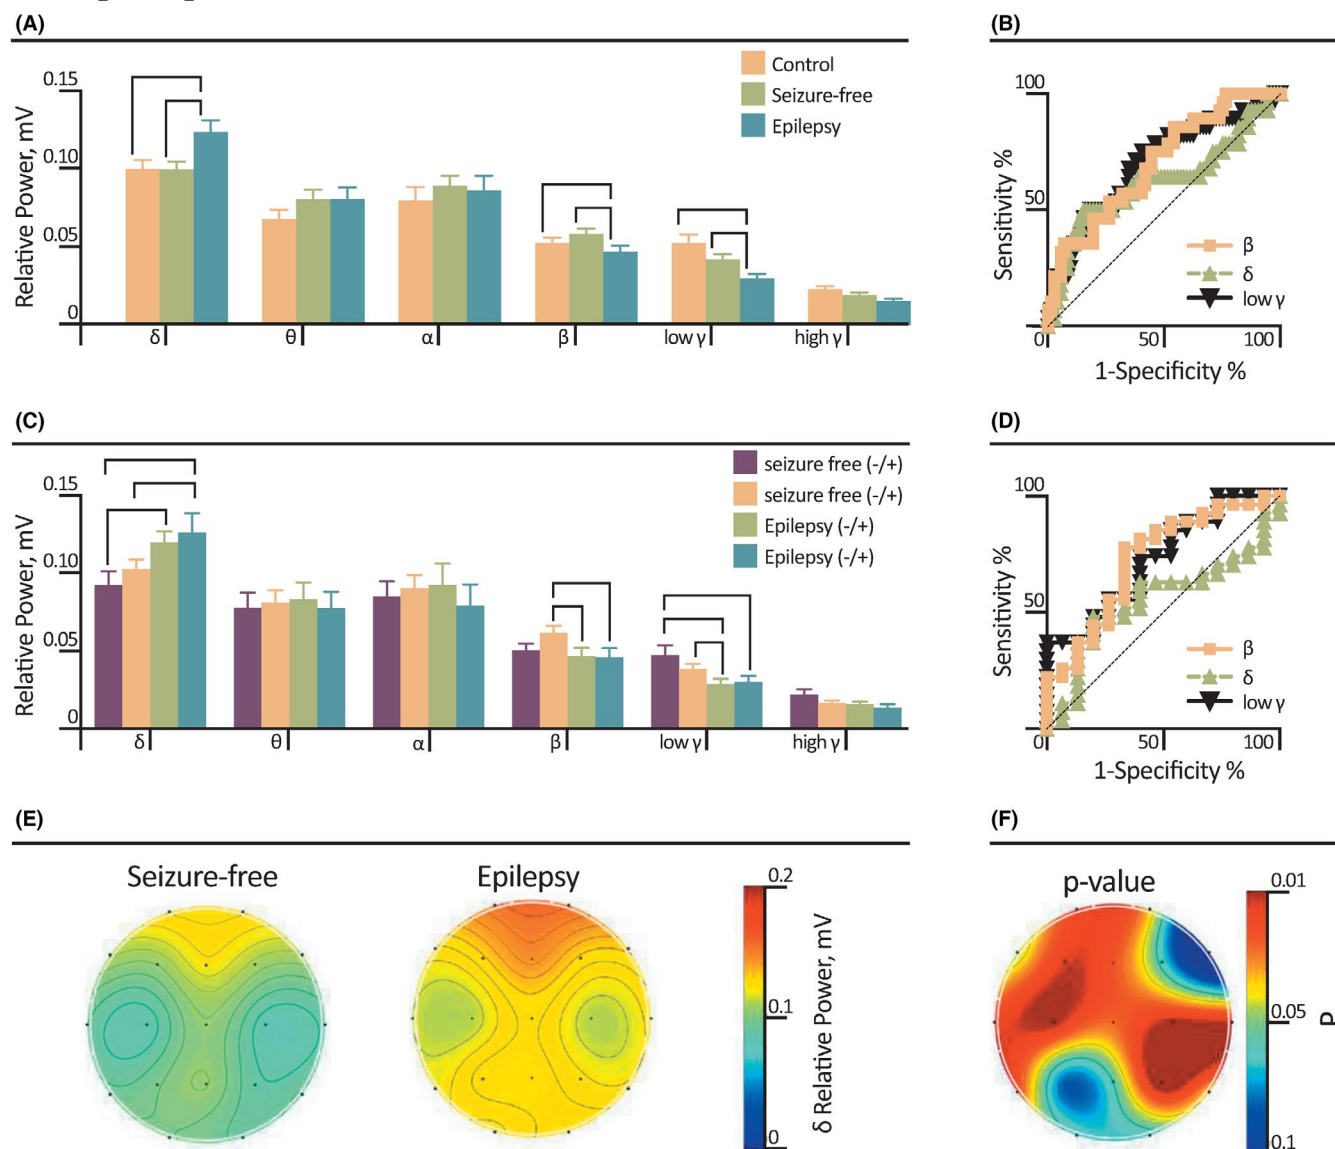 (A)
Relative Power, mV
0.15
0.10
0.05
0
Control
Seizure-free
Epilepsy
δ θ α β low γ high γ
(B)
Sensitivity %
100
50
0 50 100
1-Specificity %
β
δ
low γ
(C)
Relative Power, mV
0.15
0.10
0.05
0
seizure free (-/+)
seizure free (-/+)
Epilepsy (-/+)
Epilepsy (-/+)
δ θ α β low γ high γ
(D)
Sensitivity %
100
50
0 50 100
1-Specificity %
β
δ
low γ
(E)
Seizure-free
Epilepsy
0.2
0.1
0
δ Relative Power, mV
(F)
p-value
0.01
0.05
0.1